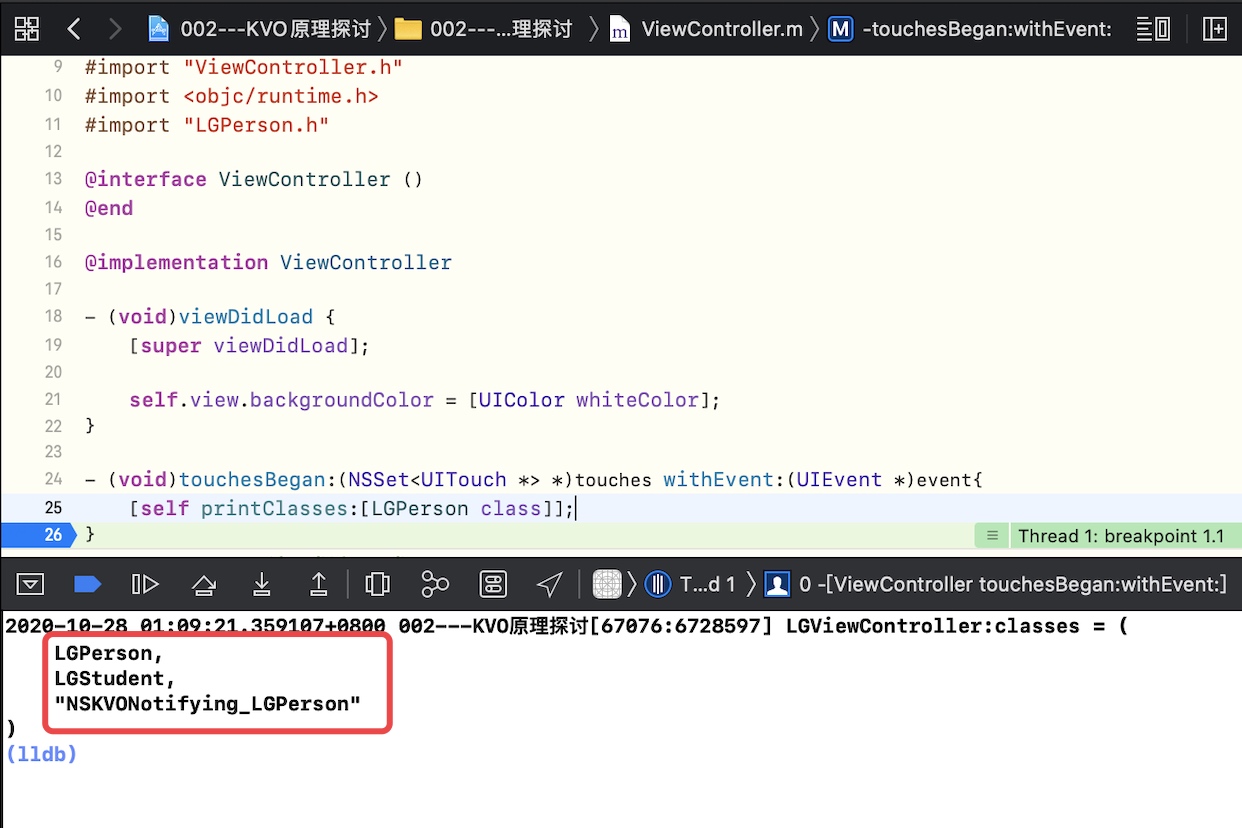 002---KVO原理探讨 002---...理探讨 m ViewController.m M -touchesBegan:withEvent:
9 #import "ViewController.h"
10 #import <objc/runtime.h>
11 #import "LGPerson.h"
12
13 @interface ViewController ()
14 @end
15
16 @implementation ViewController
17
18 - (void)viewDidLoad {
19 [super viewDidLoad];
20
21 self.view.backgroundColor = [UIColor whiteColor];
22 }
23
24 - (void)touchesBegan:(NSSet<UITouch *> *)touches withEvent:(UIEvent *)event{
25 [self printClasses:[LGPerson class]];
26 } Thread 1: breakpoint 1.1
T...d 1 0 -[ViewController touchesBegan:withEvent:]
2020-10-28 01:09:21.359107+0800 002---KVO原理探讨[67076:6728597] LGViewController:classes = (
LGPerson,
LGStudent,
"NSKVONotifying_LGPerson"
)
(lldb)